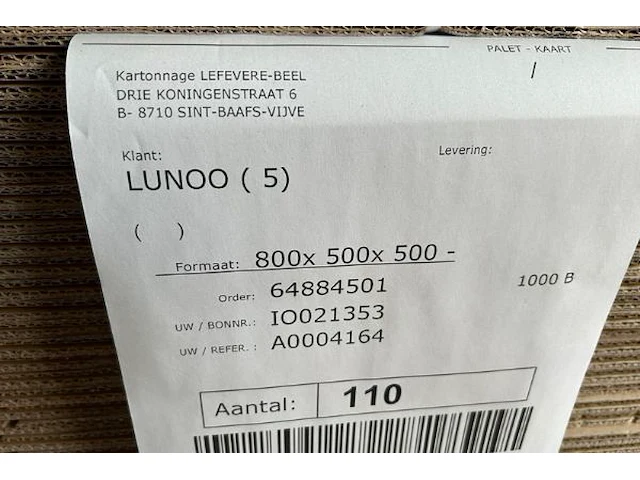 PALET - KAART
/
Kartonnage LEFEVERE-BEEL
DRIE KONINGENSTRAAT 6
B- 8710 SINT-BAAFS-VIJVE
Klant:
Levering:
LUNOO ( 5)
( )
Formaat: 800x 500x 500 -
Order: 64884501
1000 B
UW / BONNR.: IO021353
UW / REFER. : A0004164
Aantal: 110